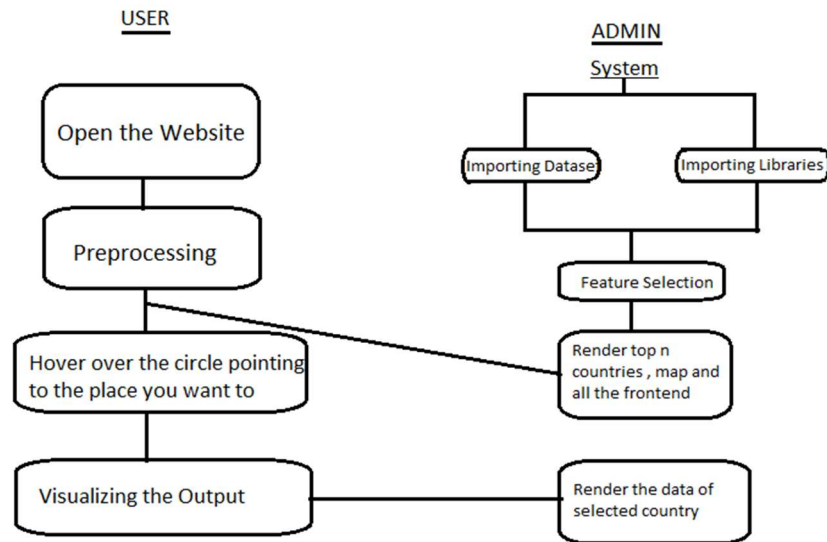 USER
Open the Website
Preprocessing
Hover over the circle pointing
to the place you want to
Visualizing the Output
ADMIN
System
Importing Dataset
Importing Libraries
Feature Selection
Render top n
countries , map and
all the frontend
Render the data of
selected country